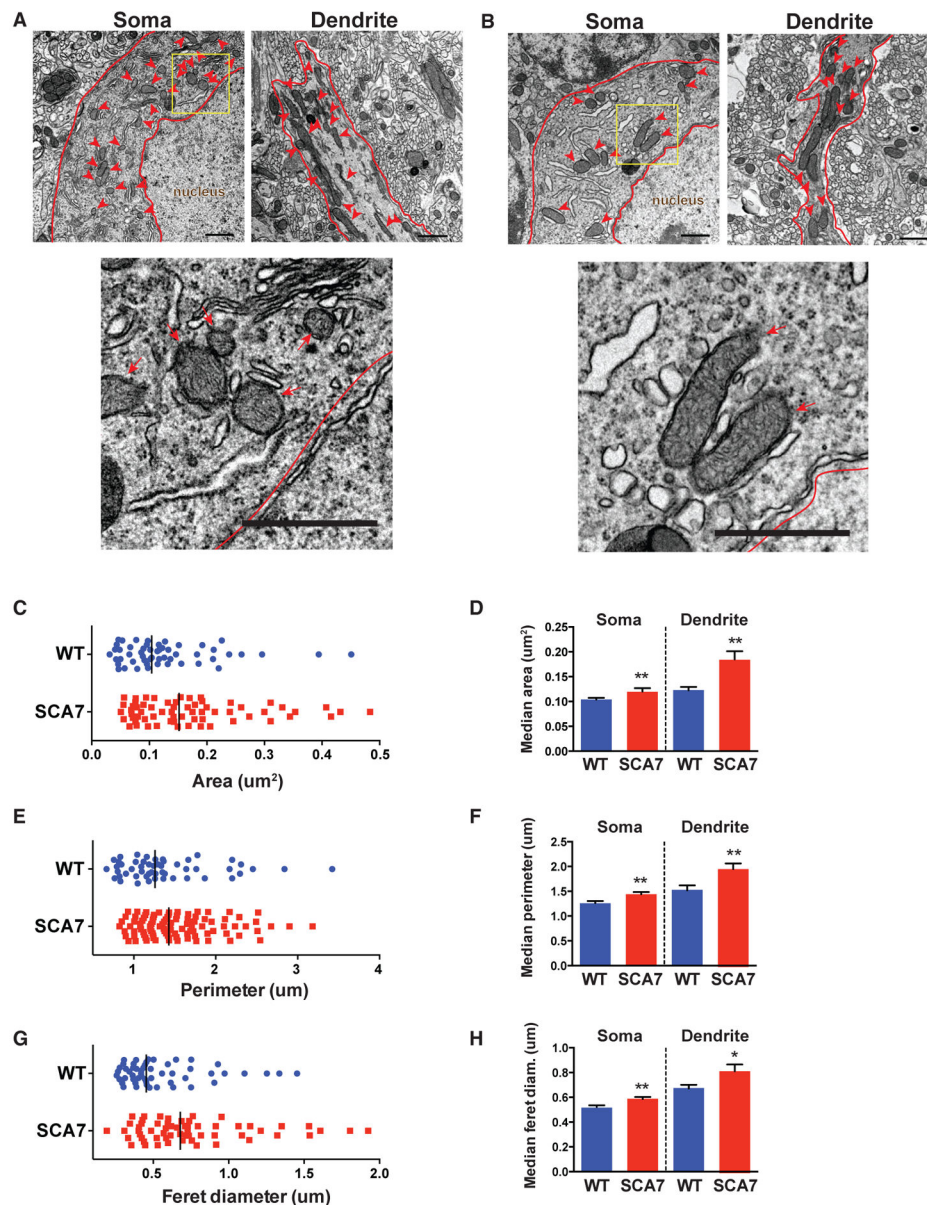 A
Soma
Dendrite
nucleus
B
Soma
Dendrite
nucleus
C
WT
SCA7
0.0 0.1 0.2 0.3 0.4 0.5
Area (um²)
D
Soma
Dendrite
Median area (um²)
0.25
0.20
0.15
0.10
0.05
0.00
**
**
WT SCA7 WT SCA7
E
WT
SCA7
1 2 3 4
Perimeter (um)
F
Soma
Dendrite
Median perimeter (um)
2.5
2.0
1.5
1.0
0.5
0.0
**
**
WT SCA7 WT SCA7
G
WT
SCA7
0.5 1.0 1.5 2.0
Feret diameter (um)
H
Soma
Dendrite
Median feret diam. (um)
1.0
0.8
0.6
0.4
0.2
0.0
**
*
WT SCA7 WT SCA7